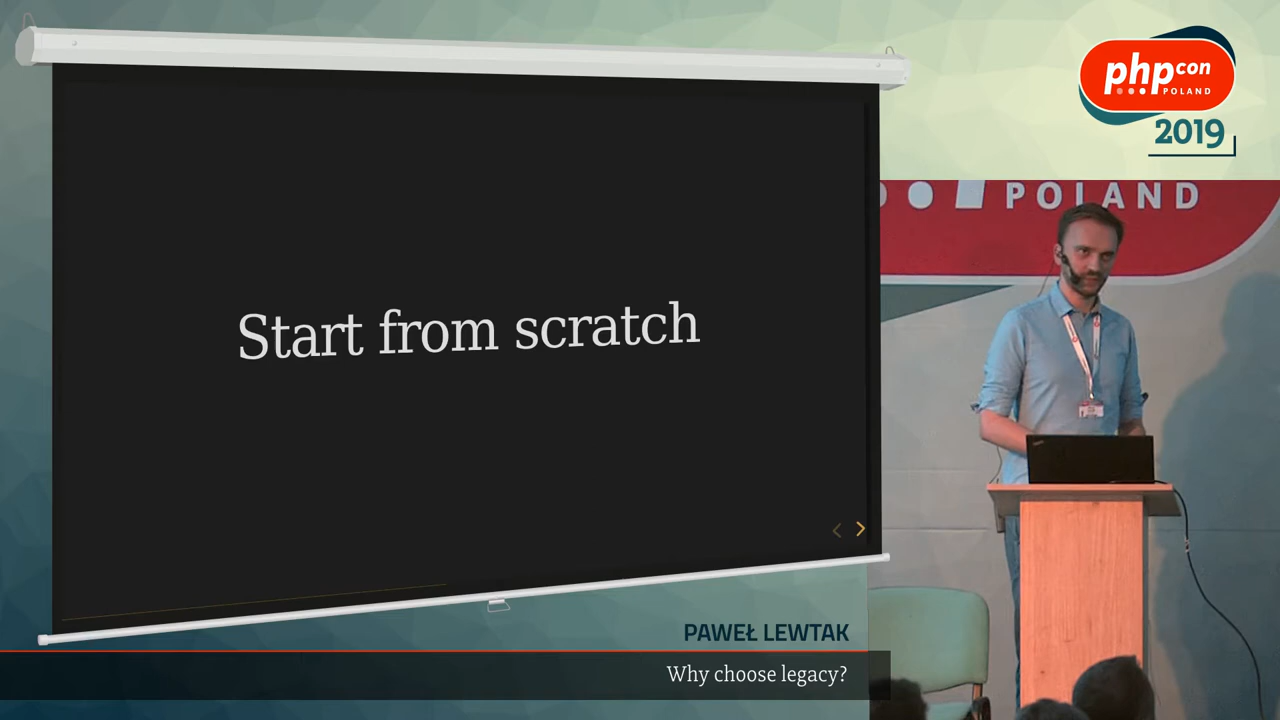 phpcon
POLAND
2019
POLAND
Start from scratch
PAWEŁ LEWTAK
Why choose legacy?